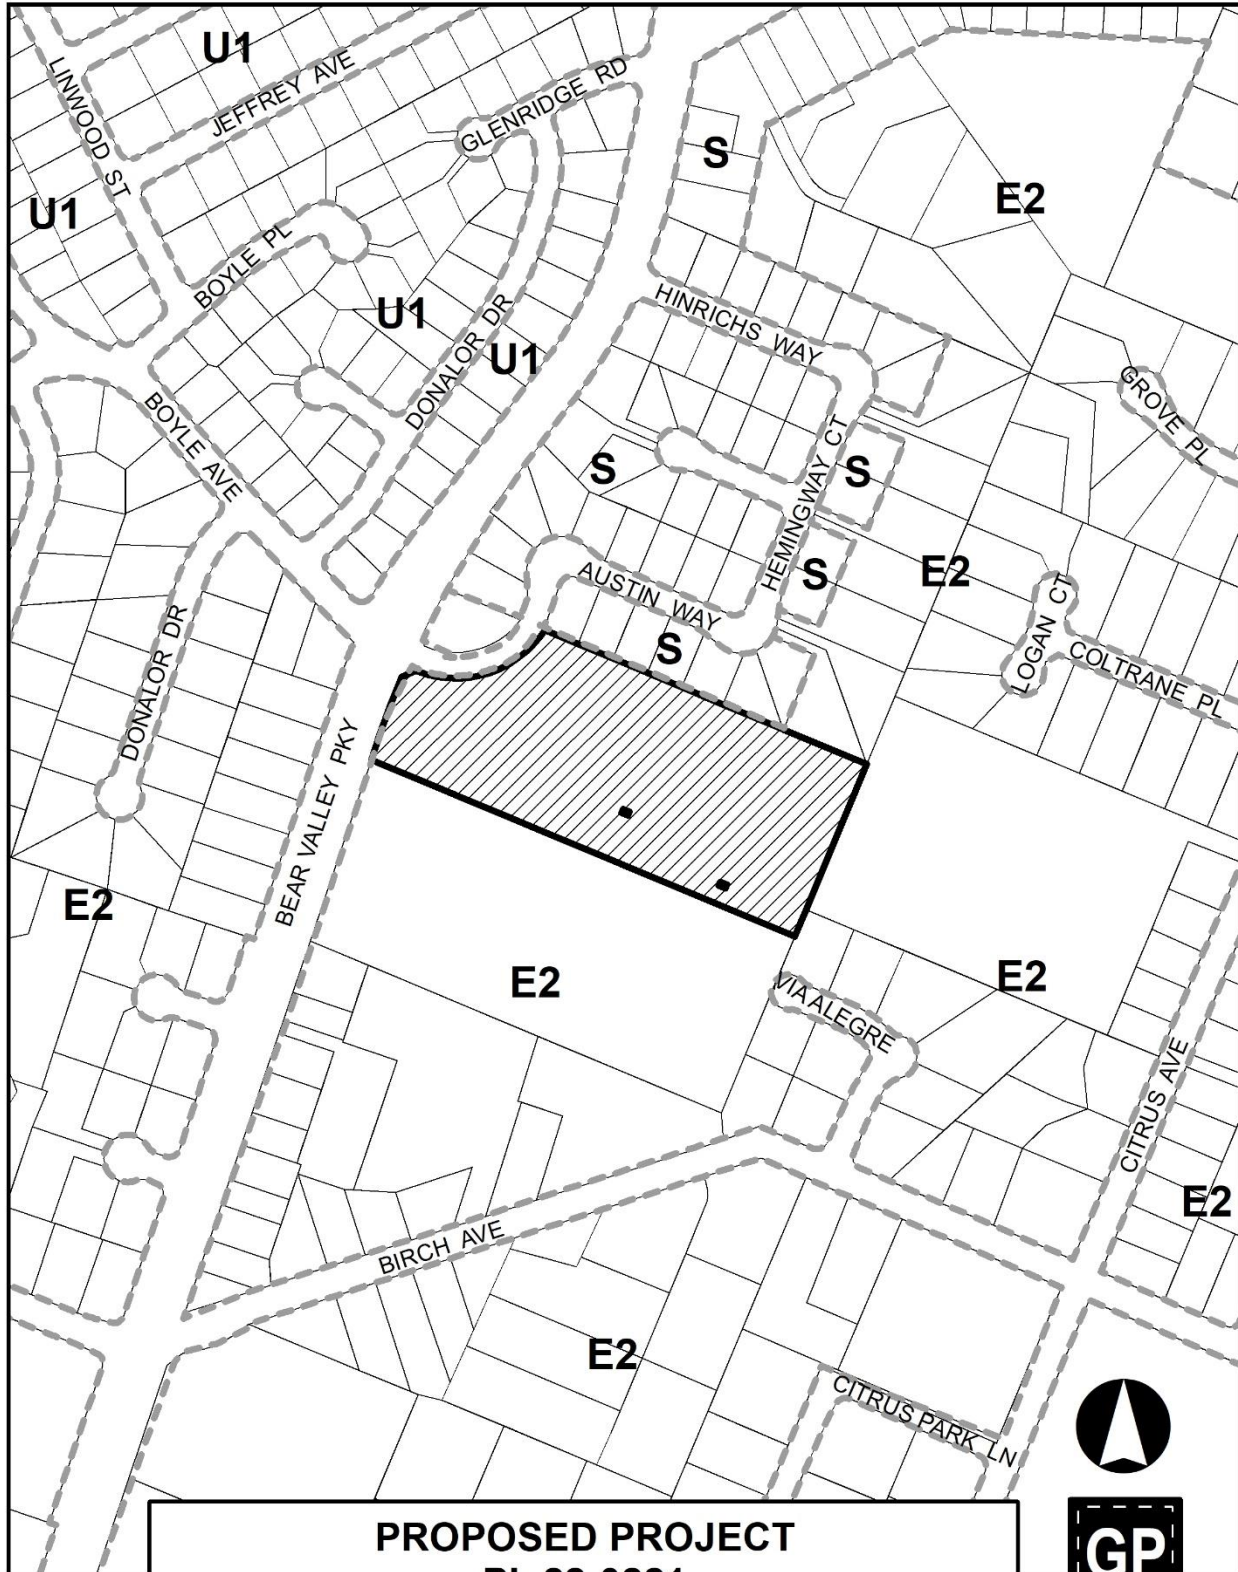 U1
JEFFREY AVE
LINWOOD ST
GLENRIDGE RD
S
E2
U1
BOYLE PL
U1
DONALOR DR
U1
HINRICHS WAY
GROVE PL
BOYLE AVE
HEMINGWAY CT
S
S
S
E2
AUSTIN WAY
LOGAN CT
S
COLTRANE PL
DONALOR DR
BEAR VALLEY PKY
E2
E2
E2
VIA ALEGRE
CITRUS AVE
E2
BIRCH AVE
E2
CITRUS PARK LN
PROPOSED PROJECT
GP